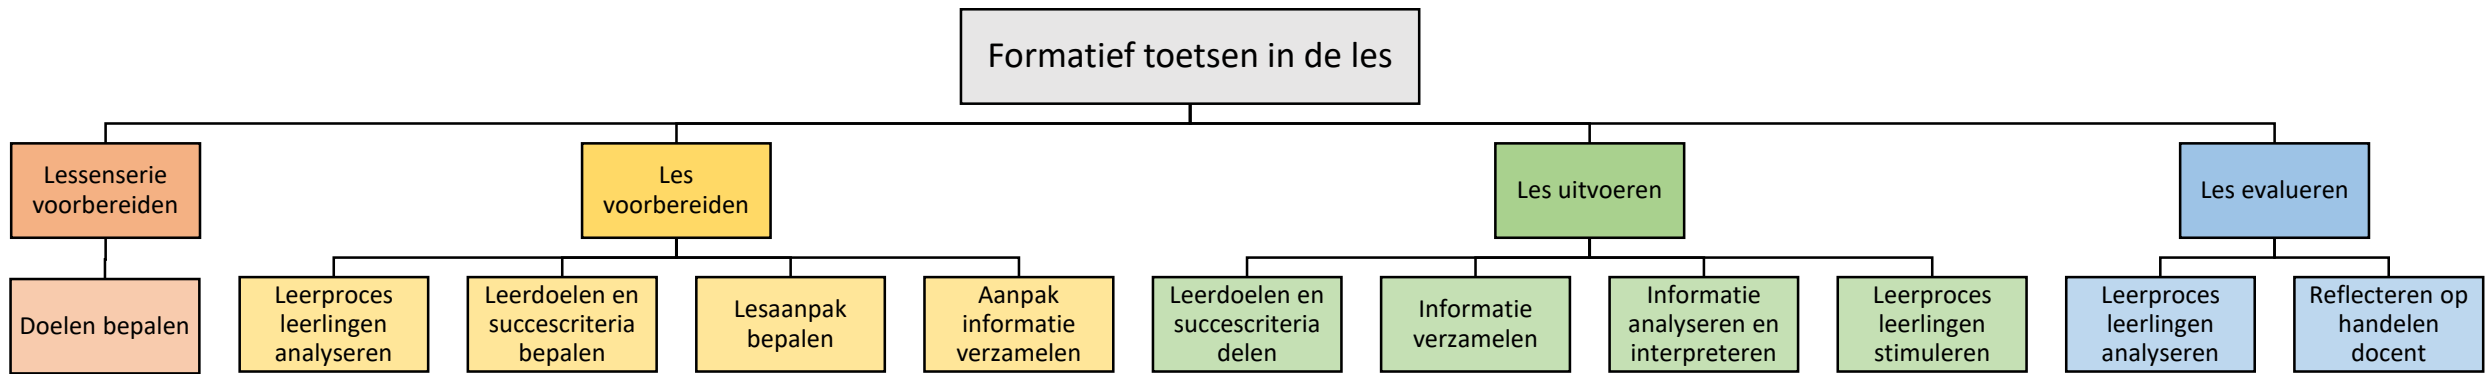 Formatief toetsen in de les
Lessenserie
voorbereiden
Les
voorbereiden
Les uitvoeren
Les evalueren
Doelen bepalen
Leerproces
leerlingen
analyseren
Leerdoelen en
succescriteria
bepalen
Lesaanpak
bepalen
Aanpak
informatie
verzamelen
Leerdoelen en
succescriteria
delen
Informatie
verzamelen
Informatie
analyseren en
interpreteren
Leerproces
leerlingen
stimuleren
Leerproces
leerlingen
analyseren
Reflecteren op
handelen
docent